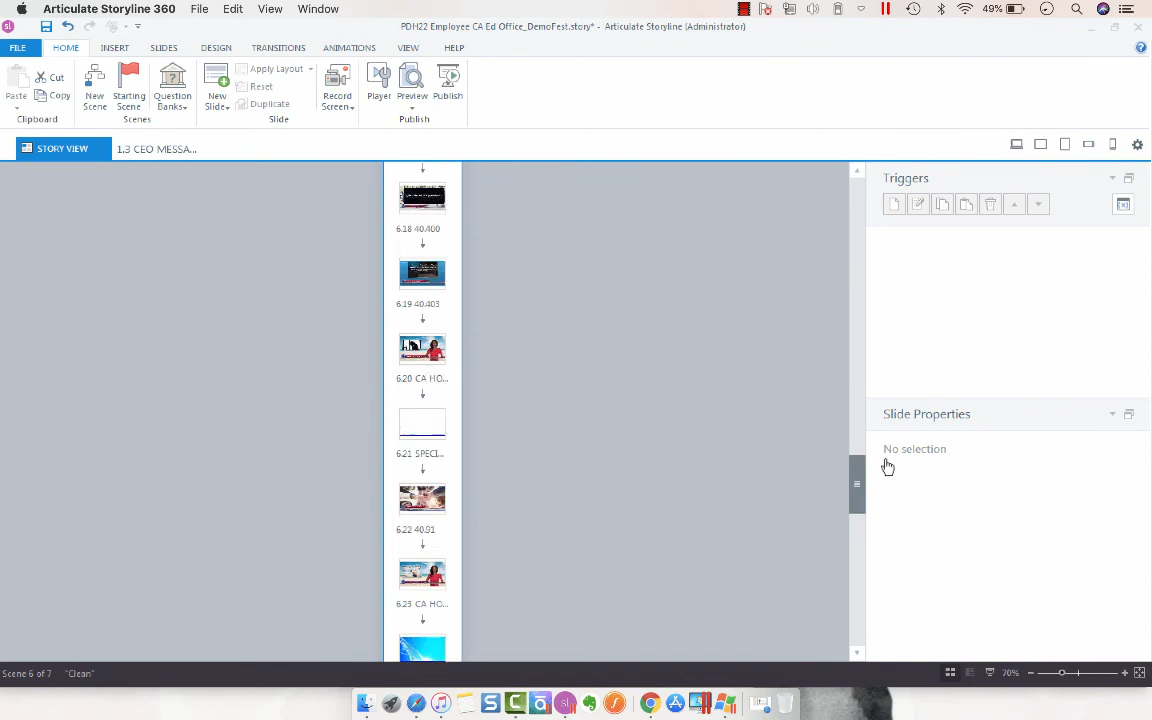 Articulate Storyline 360 File Edit View Window 49%
PDH22 Employee CA Ed Office_DemoFest.story* - Articulate Storyline (Administrator)
FILE HOME INSERT SLIDES DESIGN TRANSITIONS ANIMATIONS VIEW HELP
Paste
Cut
Copy
Clipboard
New Scene
Starting Scene
Question Banks
Scenes
New Slide
Apply Layout
Reset
Duplicate
Slide
Record Screen
Player
Preview
Publish
Publish
STORY VIEW
1.3 CEO MESSA...
6.18 40.400
6.19 40.403
6.20 CA HO...
6.21 SPECI...
6.22 40.91
6.23 CA HO...
Triggers
Slide Properties
No selection
Scene 6 of 7 "Clean" 70%